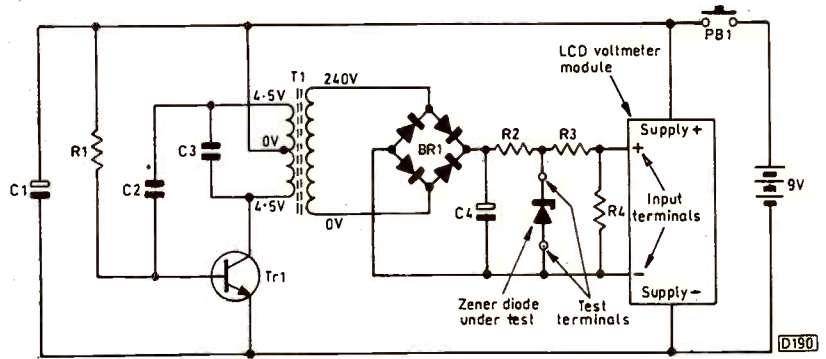 PB1
LCD voltmeter
module
T1
4·5V
240V
Supply +
R1
C3
0V
BR1
R2
R3
+
C1
C2
C4
R4
Input
terminals
9V
4·5V
0V
Tr1
−
Zener diode
under test
Test
terminals
Supply −
D190